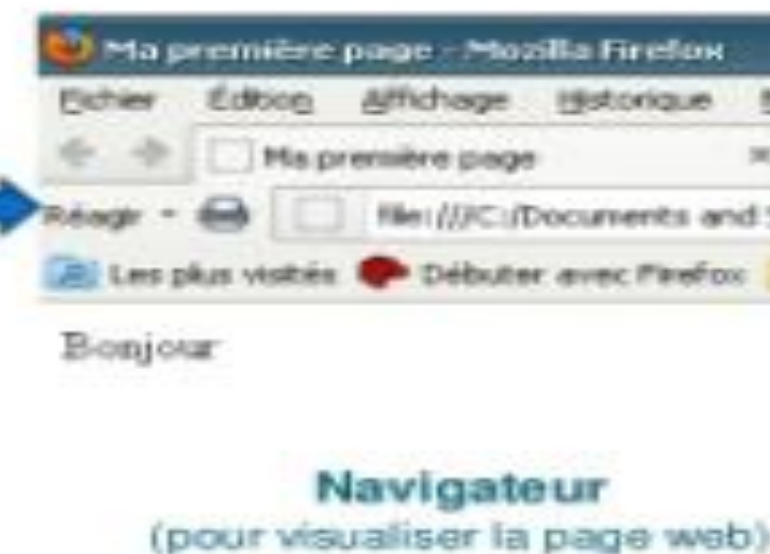 Ma première page - Mozilla Firefox
Fichier Édition Affichage Historique
Ma première page
Réagir file:///C:/Documents and S
Les plus visités Débuter avec Firefox
Bonjour
Navigateur
(pour visualiser la page web)